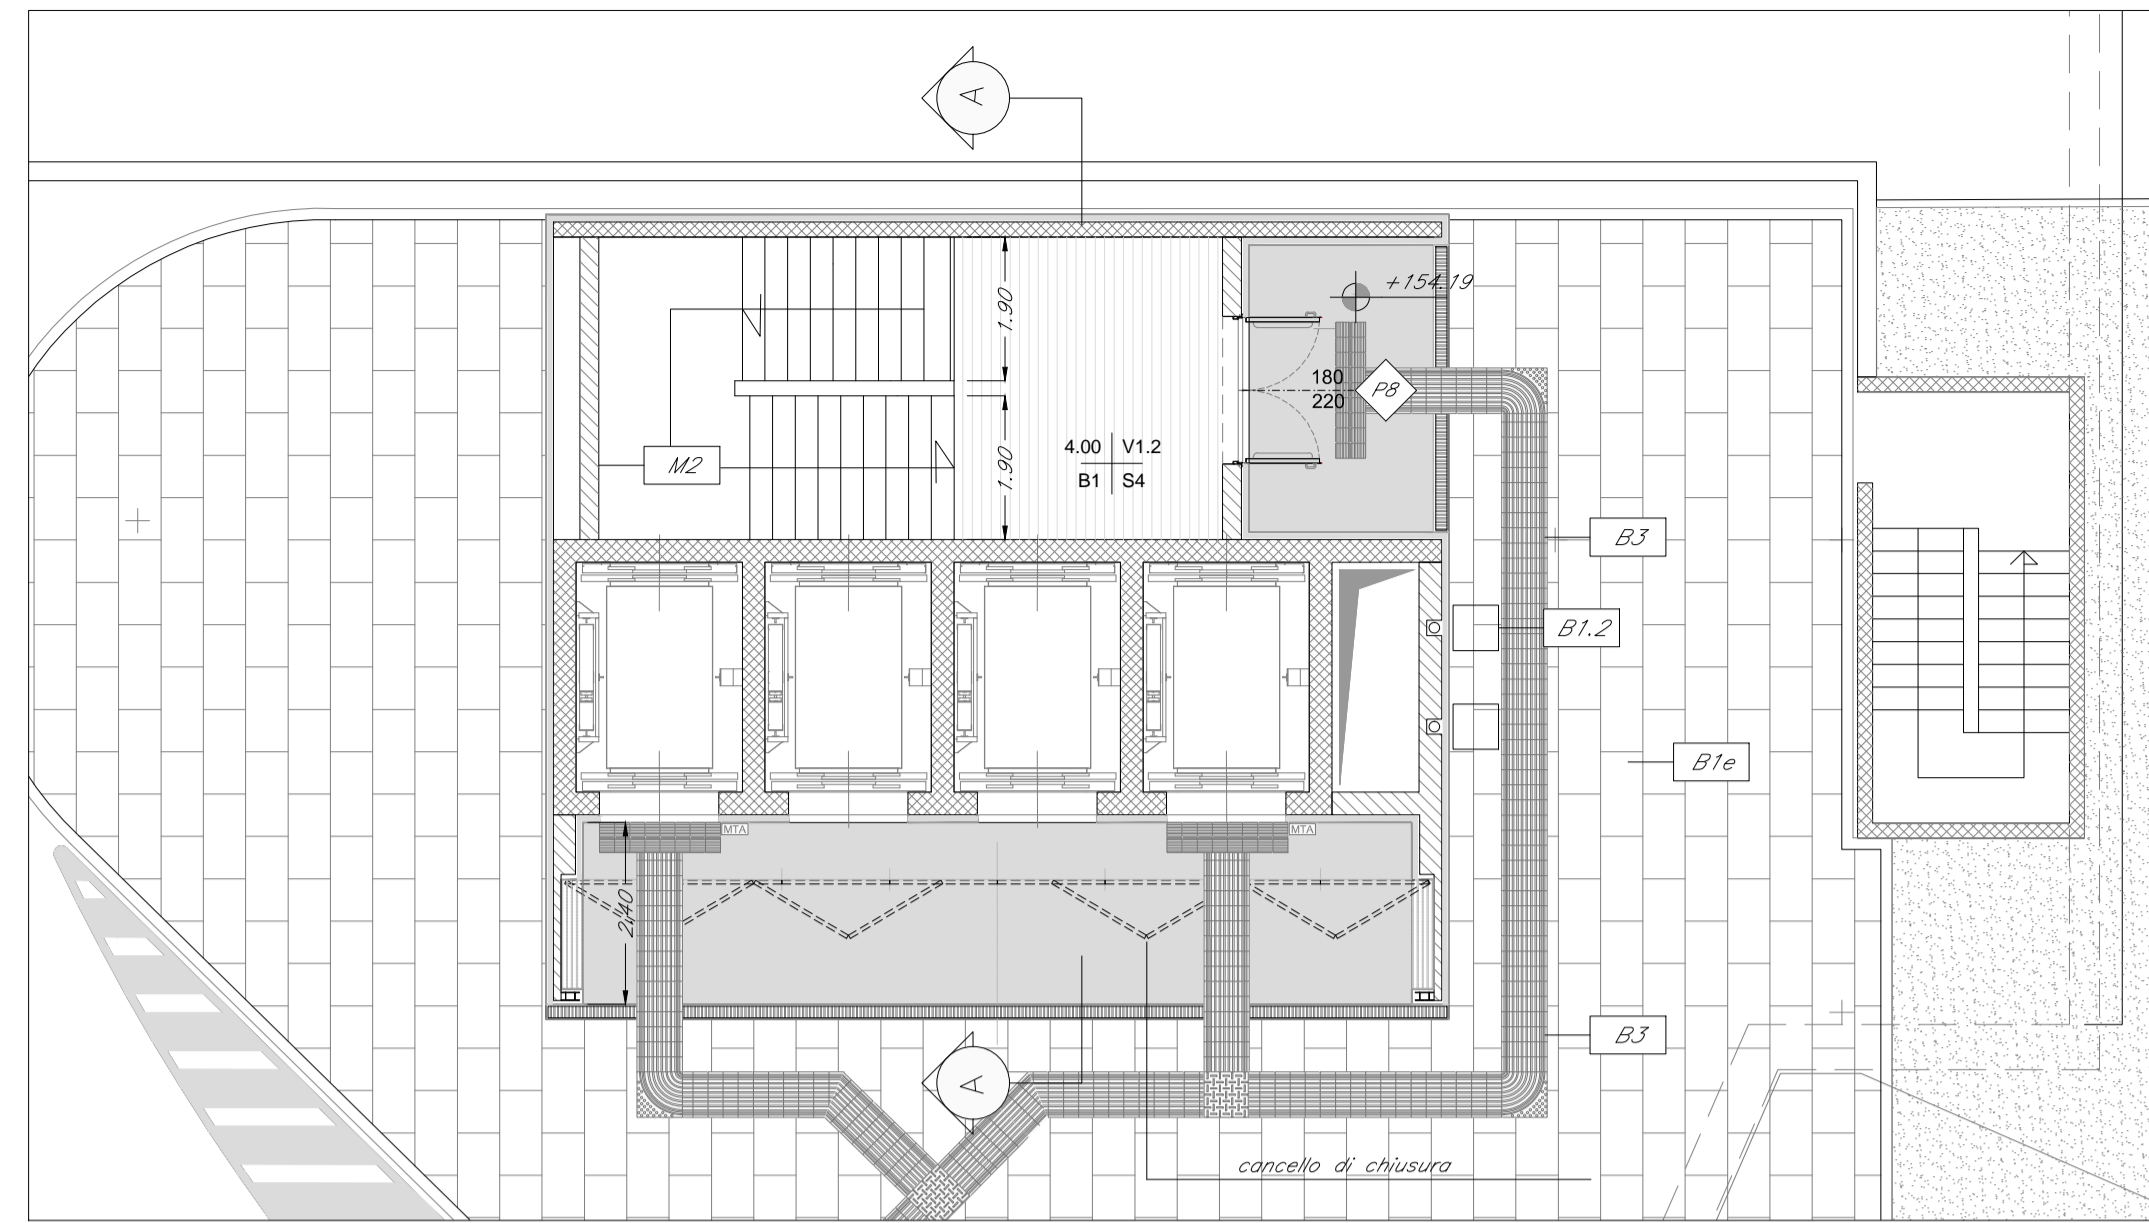 A
+154.19
1.90
180
220
P8
4.00 V1.2
B1 S4
M2
1.90
B3
B1.2
B1e
MTA
MTA
2.40
B3
A
cancello di chiusura